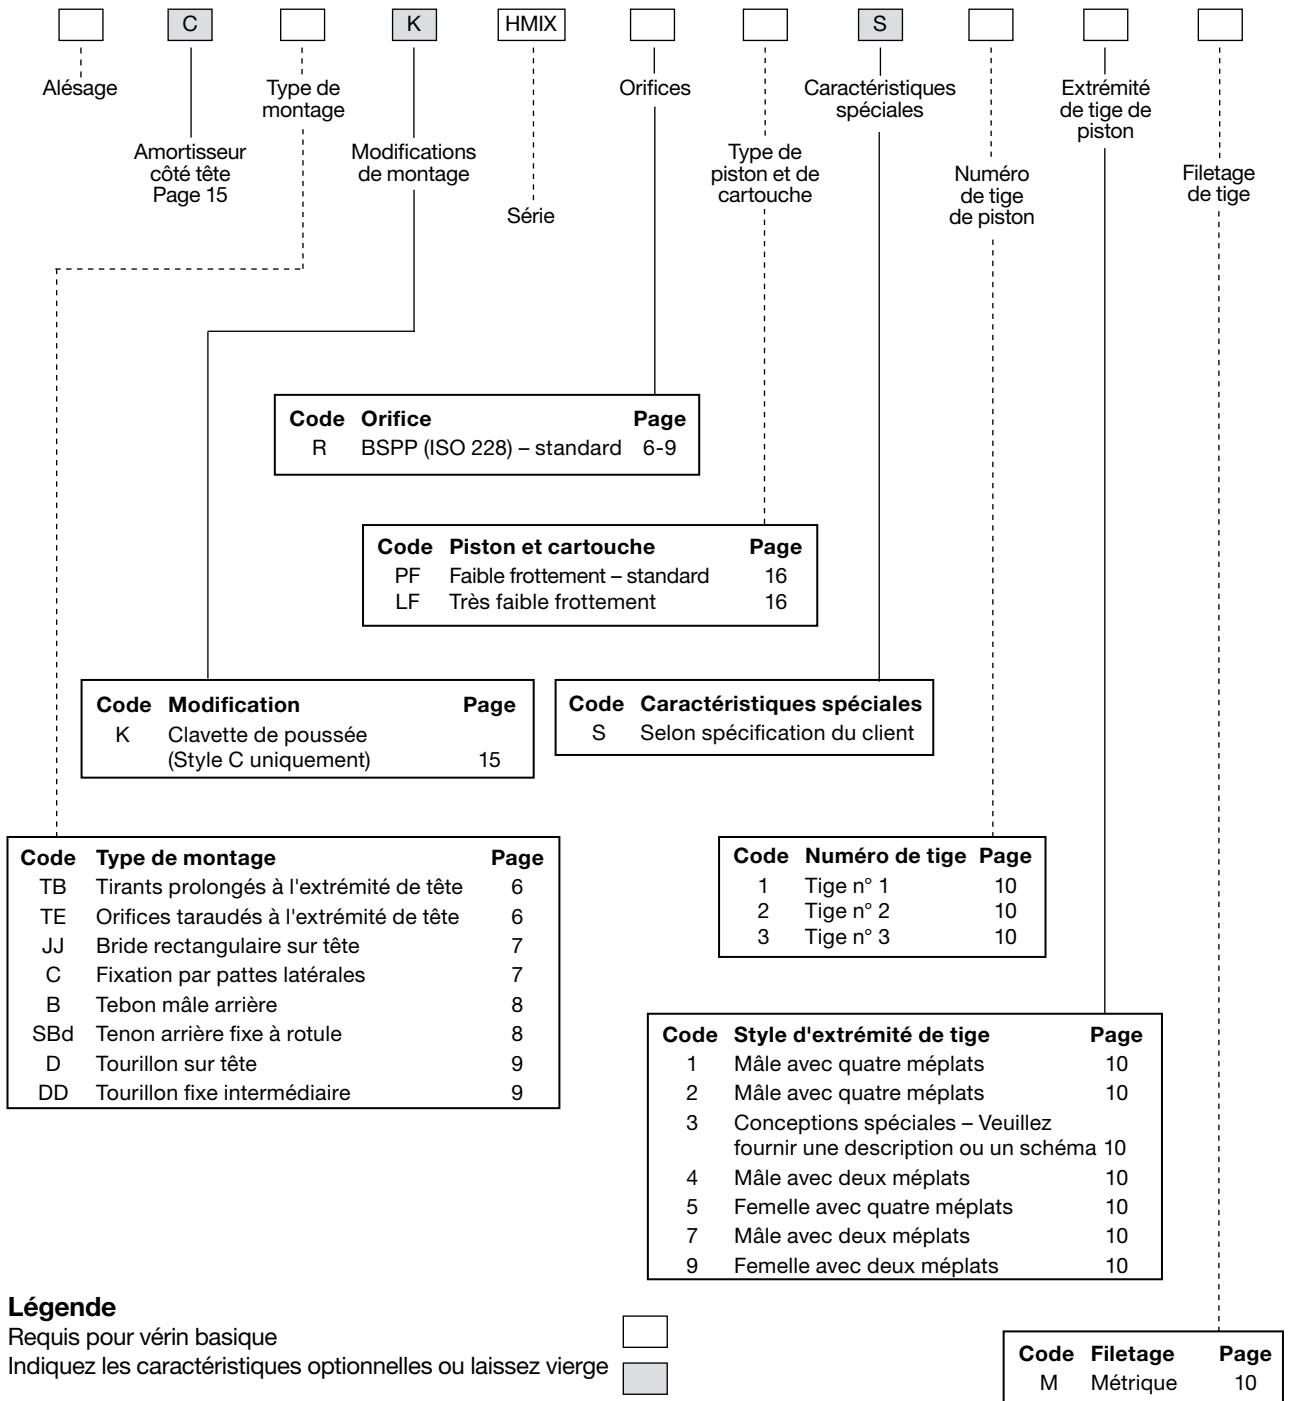 C K HMIX S
Alésage
Type de
montage
Orifices
Caractéristiques
spéciales
Extrémité
de tige de
piston
Amortisseur
côté tête
Page 15
Modifications
de montage
Série
Type de
piston et de
cartouche
Numéro
de tige
de piston
Filetage
de tige
Code Orifice Page
R BSPP (ISO 228) – standard 6-9
Code Piston et cartouche Page
PF Faible frottement – standard 16
LF Très faible frottement 16
Code Modification Page
K Clavette de poussée
(Style C uniquement) 15
Code Caractéristiques spéciales
S Selon spécification du client
Code Type de montage Page
TB Tirants prolongés à l'extrémité de tête 6
TE Orifices taraudés à l'extrémité de tête 6
JJ Bride rectangulaire sur tête 7
C Fixation par pattes latérales 7
B Tebon mâle arrière 8
SBd Tenon arrière fixe à rotule 8
D Tourillon sur tête 9
DD Tourillon fixe intermédiaire 9
Code Numéro de tige Page
1 Tige n° 1 10
2 Tige n° 2 10
3 Tige n° 3 10
Code Style d'extrémité de tige Page
1 Mâle avec quatre méplats 10
2 Mâle avec quatre méplats 10
3 Conceptions spéciales – Veuillez
fournir une description ou un schéma 10
4 Mâle avec deux méplats 10
5 Femelle avec quatre méplats 10
7 Mâle avec deux méplats 10
9 Femelle avec deux méplats 10
Légende
Requis pour vérin basique
Indiquez les caractéristiques optionnelles ou laissez vierge
Code Filetage Page
M Métrique 10